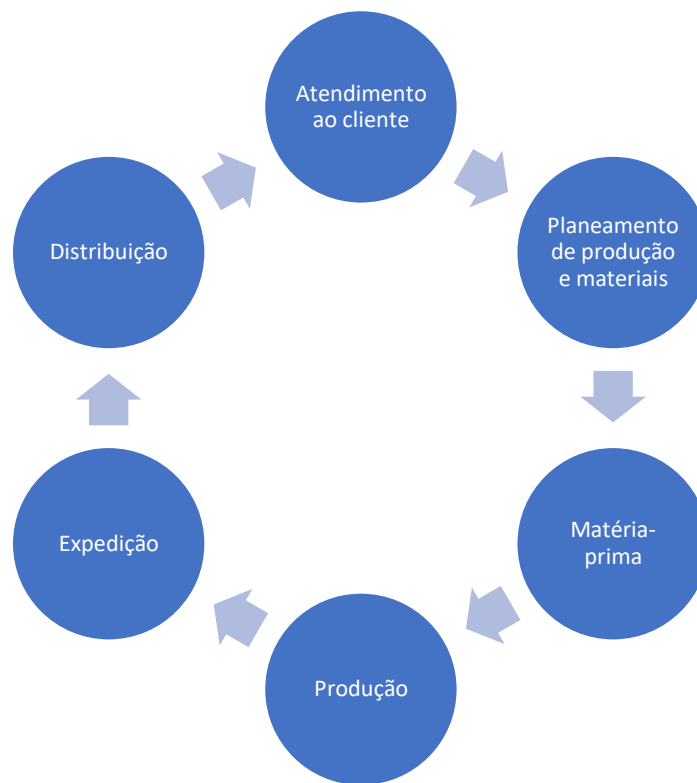 Atendimento
ao cliente
Planeamento
de produção
e materiais
Matéria-
prima
Produção
Expedição
Distribuição